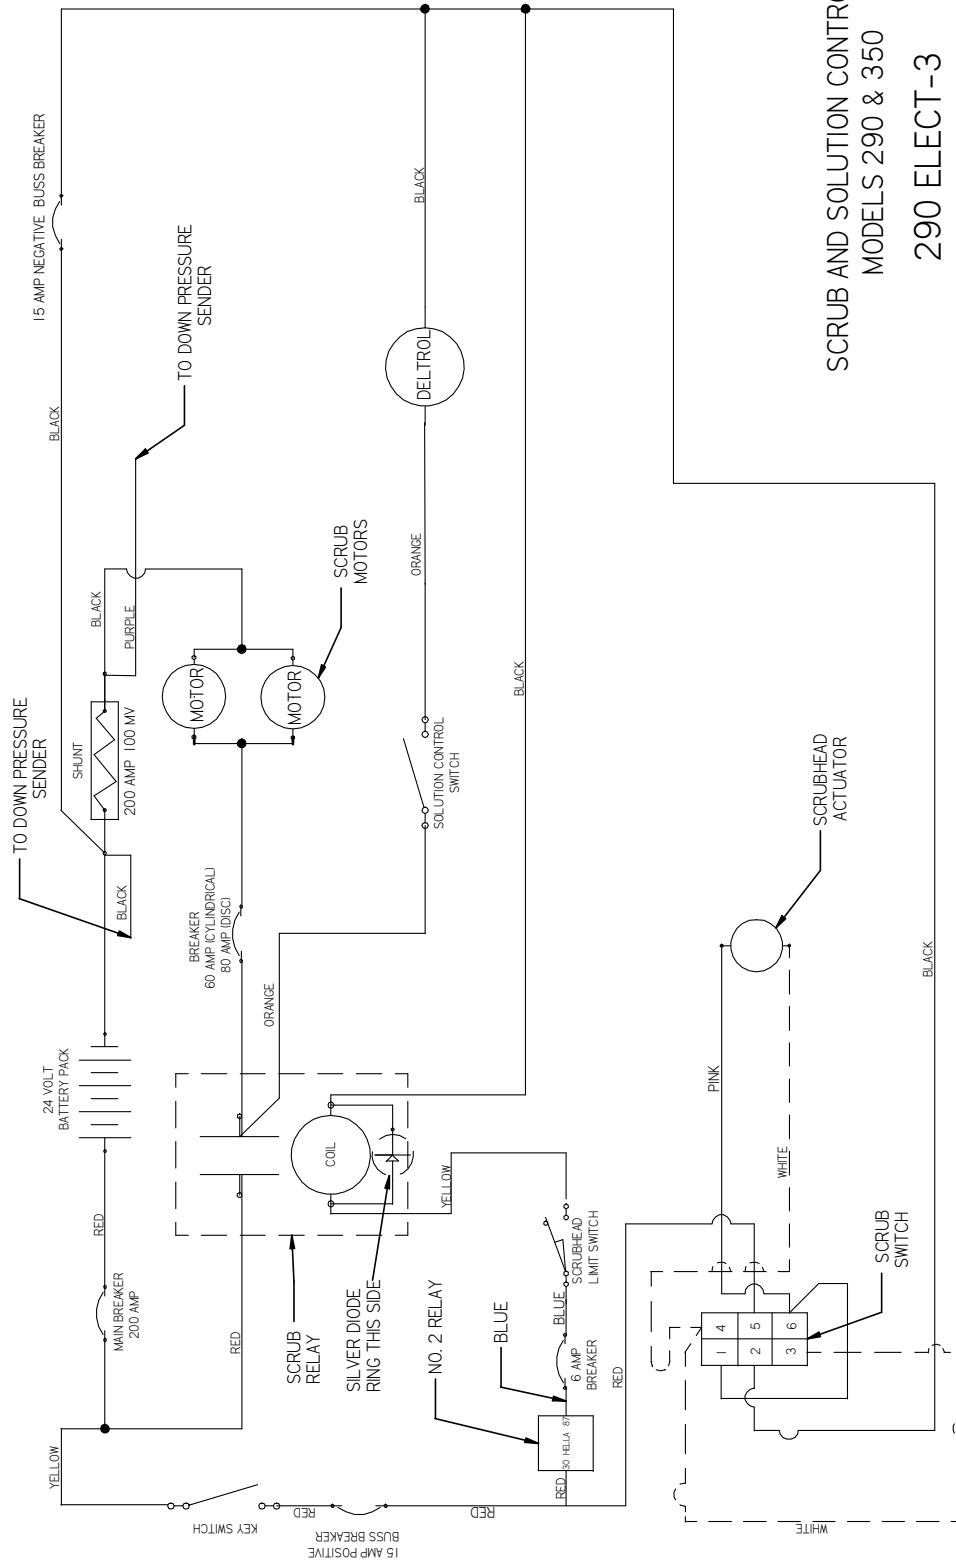 15 AMP NEGATIVE BUSS BREAKER
BLACK
TO DOWN PRESSURE
SENDER
TO DOWN PRESSURE
SENDER
BLACK
PURPLE
SHUNT
200 AMP 100 MV
BLACK
24 VOLT
BATTERY PACK
RED
MAIN BREAKER
200 AMP
YELLOW
MOTOR
MOTOR
SCRUB
MOTORS
BREAKER
60 AMP (CYLINDRICAL)
80 AMP (DISC)
ORANGE
RED
COIL
SCRUB
RELAY
SILVER DIODE
RING THIS SIDE
BLACK
DELTROL
ORANGE
SOLUTION CONTROL
SWITCH
BLACK
YELLOW
SCRUBHEAD
LIMIT SWITCH
BLUE
6 AMP
BREAKER
BLUE
NO. 2 RELAY
30 HELLA 87
RED
KEY SWITCH
RED
15 AMP POSITIVE
BUSS BREAKER
RED
RED
SCRUBHEAD
ACTUATOR
PINK
WHITE
1 4
2 5
3 6
SCRUB
SWITCH
BLACK
WHITE
SCRUB AND SOLUTION CONTRO
MODELS 290 & 350
290 ELECT-3